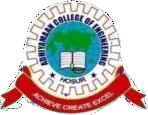 ADHIYAMAAN COLLEGE OF ENGINEERING
HOSUR
ACHIEVE CREATE EXCEL